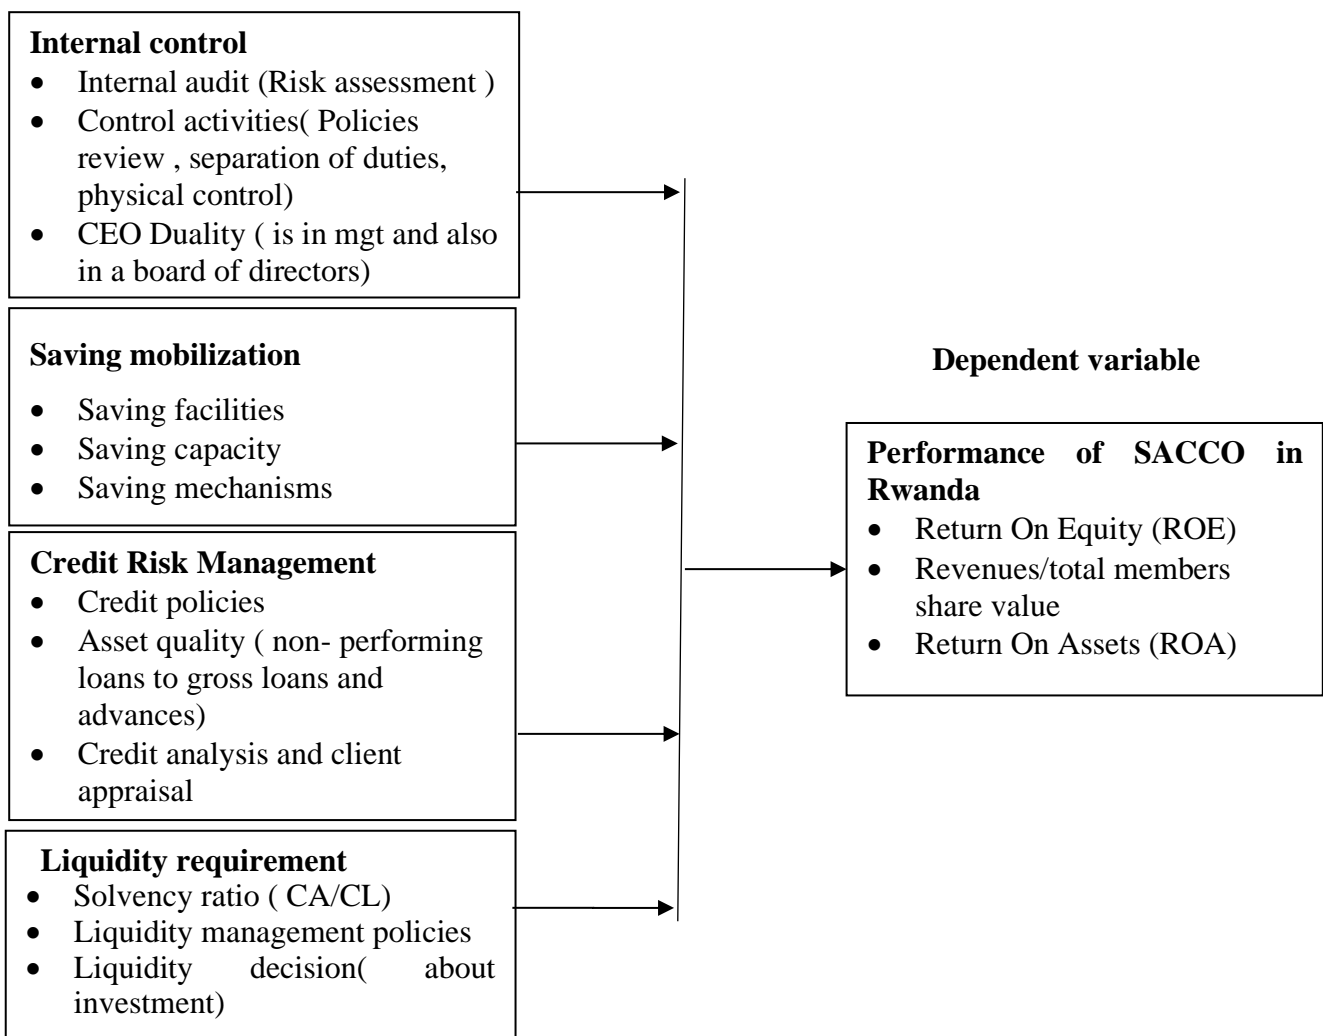 Internal control
• Internal audit (Risk assessment )
• Control activities( Policies
review , separation of duties,
physical control)
• CEO Duality ( is in mgt and also
in a board of directors)
Saving mobilization
• Saving facilities
• Saving capacity
• Saving mechanisms
Credit Risk Management
• Credit policies
• Asset quality ( non- performing
loans to gross loans and
advances)
• Credit analysis and client
appraisal
Liquidity requirement
• Solvency ratio ( CA/CL)
• Liquidity management policies
• Liquidity decision( about
investment)
Dependent variable
Performance of SACCO in
Rwanda
• Return On Equity (ROE)
• Revenues/total members
share value
• Return On Assets (ROA)